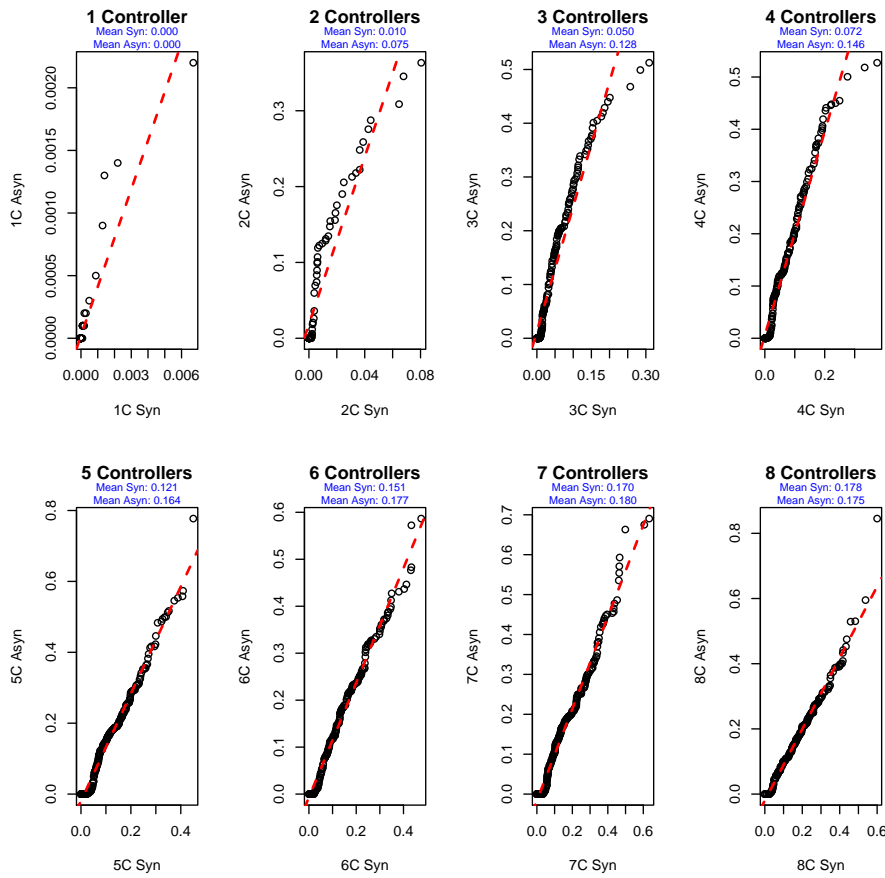 1 Controller
Mean Syn: 0.000
Mean Asyn: 0.000
0.0000 0.0005 0.0010 0.0015 0.0020
1C Asyn
0.000 0.003 0.006
1C Syn
2 Controllers
Mean Syn: 0.010
Mean Asyn: 0.075
0.0 0.1 0.2 0.3
2C Asyn
0.00 0.04 0.08
2C Syn
3 Controllers
Mean Syn: 0.050
Mean Asyn: 0.128
0.0 0.1 0.2 0.3 0.4 0.5
3C Asyn
0.00 0.15 0.30
3C Syn
4 Controllers
Mean Syn: 0.072
Mean Asyn: 0.146
0.0 0.1 0.2 0.3 0.4 0.5
4C Asyn
0.0 0.2
4C Syn
5 Controllers
Mean Syn: 0.121
Mean Asyn: 0.164
0.0 0.2 0.4 0.6 0.8
5C Asyn
0.0 0.2 0.4
5C Syn
6 Controllers
Mean Syn: 0.151
Mean Asyn: 0.177
0.0 0.1 0.2 0.3 0.4 0.5 0.6
6C Asyn
0.0 0.2 0.4
6C Syn
7 Controllers
Mean Syn: 0.170
Mean Asyn: 0.180
0.0 0.1 0.2 0.3 0.4 0.5 0.6 0.7
7C Asyn
0.0 0.2 0.4 0.6
7C Syn
8 Controllers
Mean Syn: 0.178
Mean Asyn: 0.175
0.0 0.2 0.4 0.6 0.8
8C Asyn
0.0 0.2 0.4 0.6
8C Syn